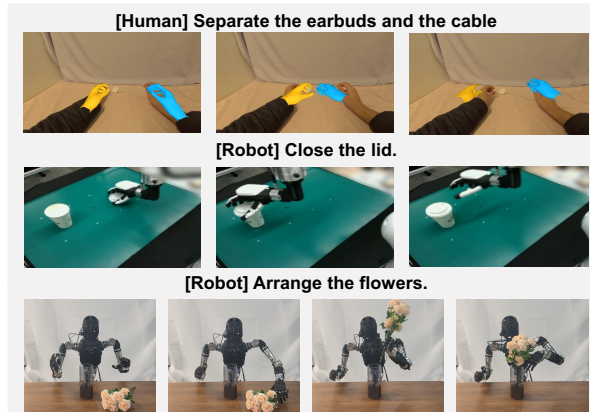 [Human] Separate the earbuds and the cable
[Robot] Close the lid.
[Robot] Arrange the flowers.